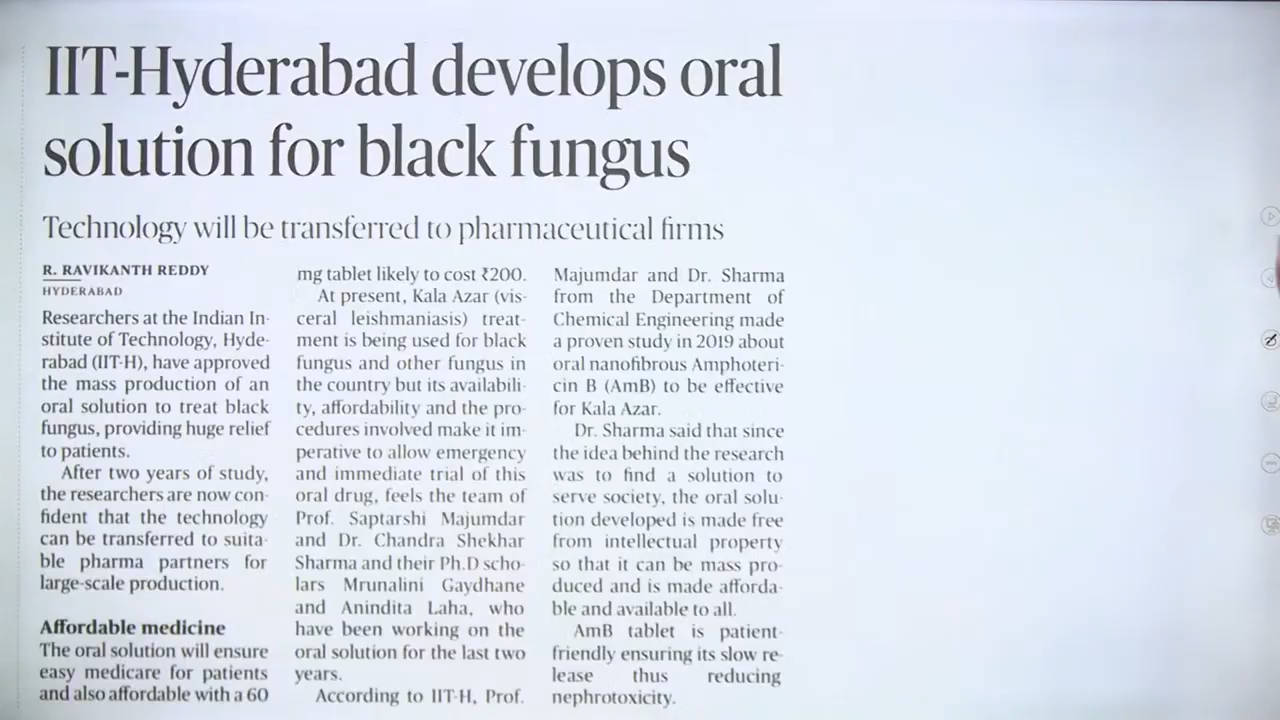 IIT-Hyderabad develops oral
solution for black fungus
Technology will be transferred to pharmaceutical firms
R. RAVIKANTH REDDY
HYDERABAD
Researchers at the Indian In-
stitute of Technology, Hyde-
rabad (IIT-H), have approved
the mass production of an
oral solution to treat black
fungus, providing huge relief
to patients.
After two years of study,
the researchers are now con-
fident that the technology
can be transferred to suita-
ble pharma partners for
large-scale production.
Affordable medicine
The oral solution will ensure
easy medicare for patients
and also affordable with a 60
mg tablet likely to cost ₹200.
At present, Kala Azar (vis-
ceral leishmaniasis) treat-
ment is being used for black
fungus and other fungus in
the country but its availabili-
ty, affordability and the pro-
cedures involved make it im-
perative to allow emergency
and immediate trial of this
oral drug, feels the team of
Prof. Saptarshi Majumdar
and Dr. Chandra Shekhar
Sharma and their Ph.D scho-
lars Mrunalini Gaydhane
and Anindita Laha, who
have been working on the
oral solution for the last two
years.
According to IIT-H, Prof.
Majumdar and Dr. Sharma
from the Department of
Chemical Engineering made
a proven study in 2019 about
oral nanofibrous Amphoteri-
cin B (AmB) to be effective
for Kala Azar.
Dr. Sharma said that since
the idea behind the research
was to find a solution to
serve society, the oral solu-
tion developed is made free
from intellectual property
so that it can be mass pro-
duced and is made afforda-
ble and available to all.
AmB tablet is patient-
friendly ensuring its slow re-
lease thus reducing
nephrotoxicity.